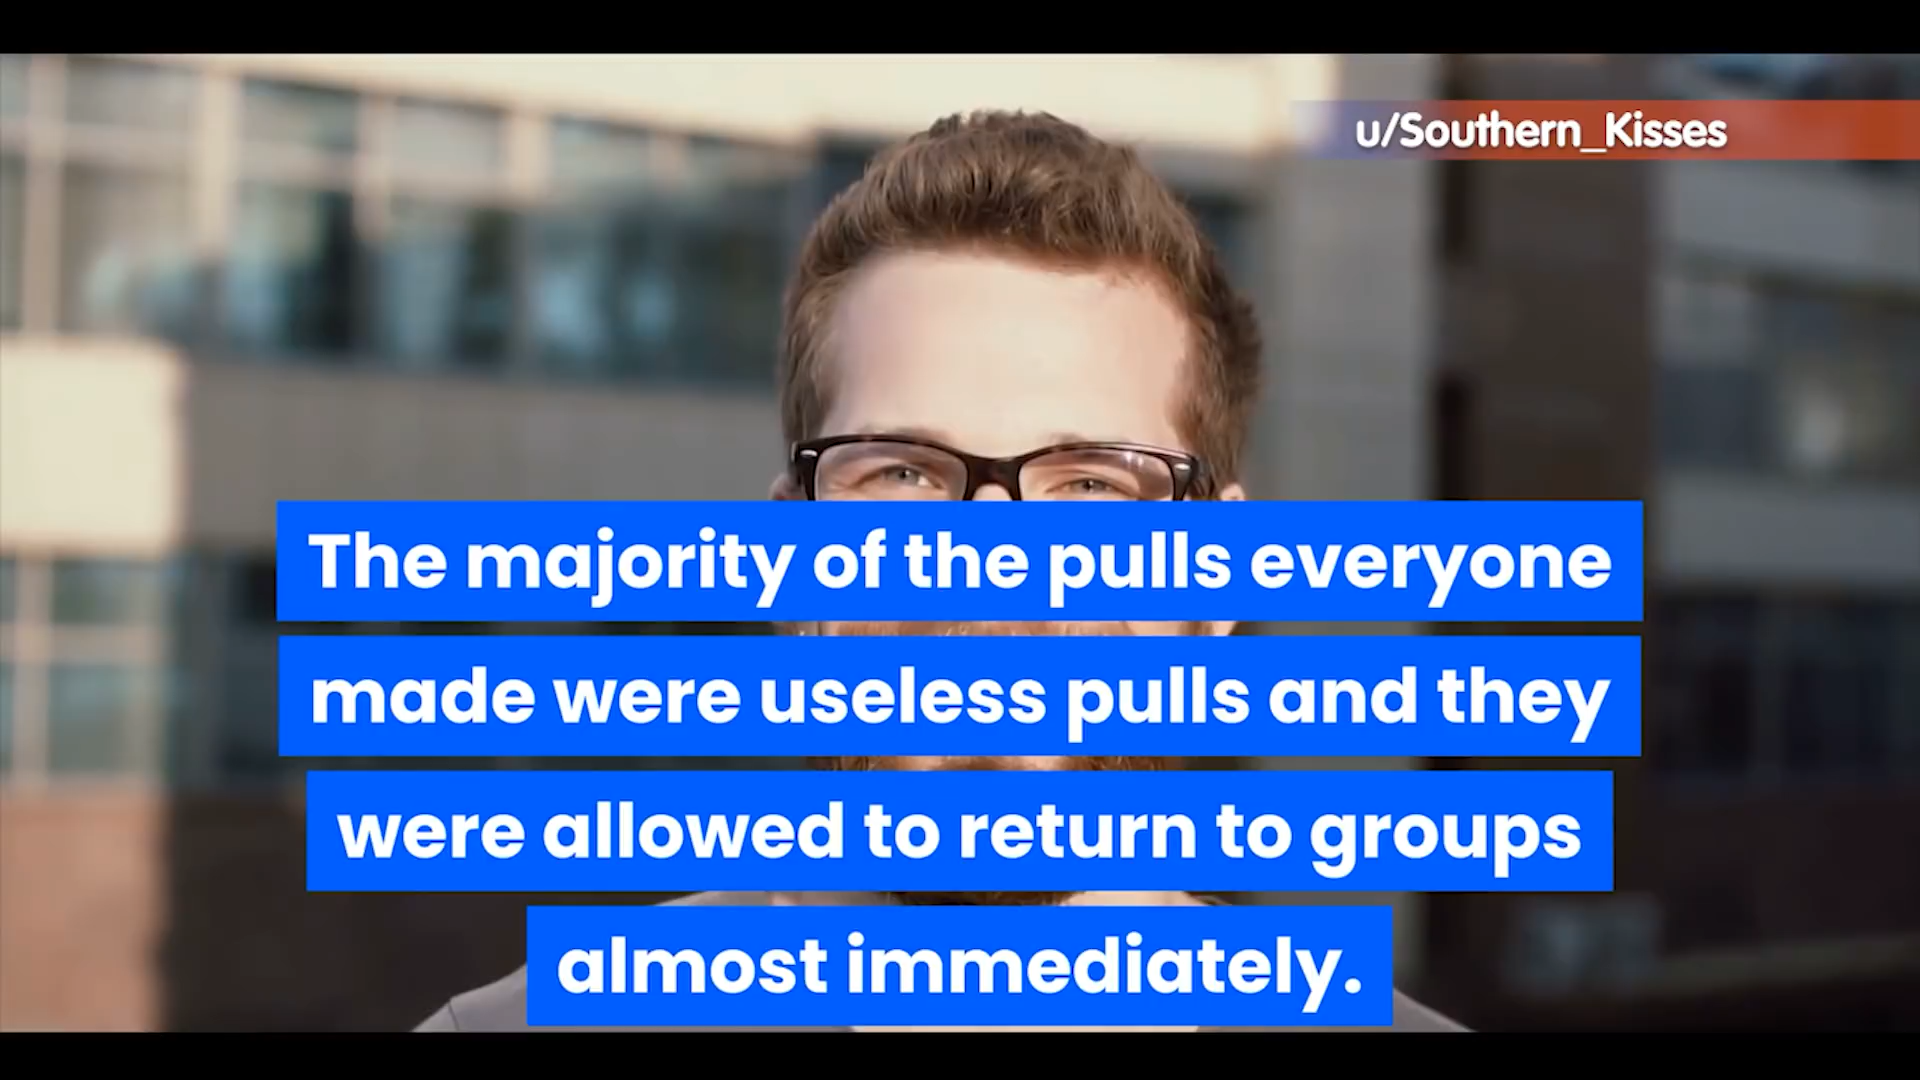 u/Southern_Kisses
The majority of the pulls everyone
made were useless pulls and they
were allowed to return to groups
almost immediately.